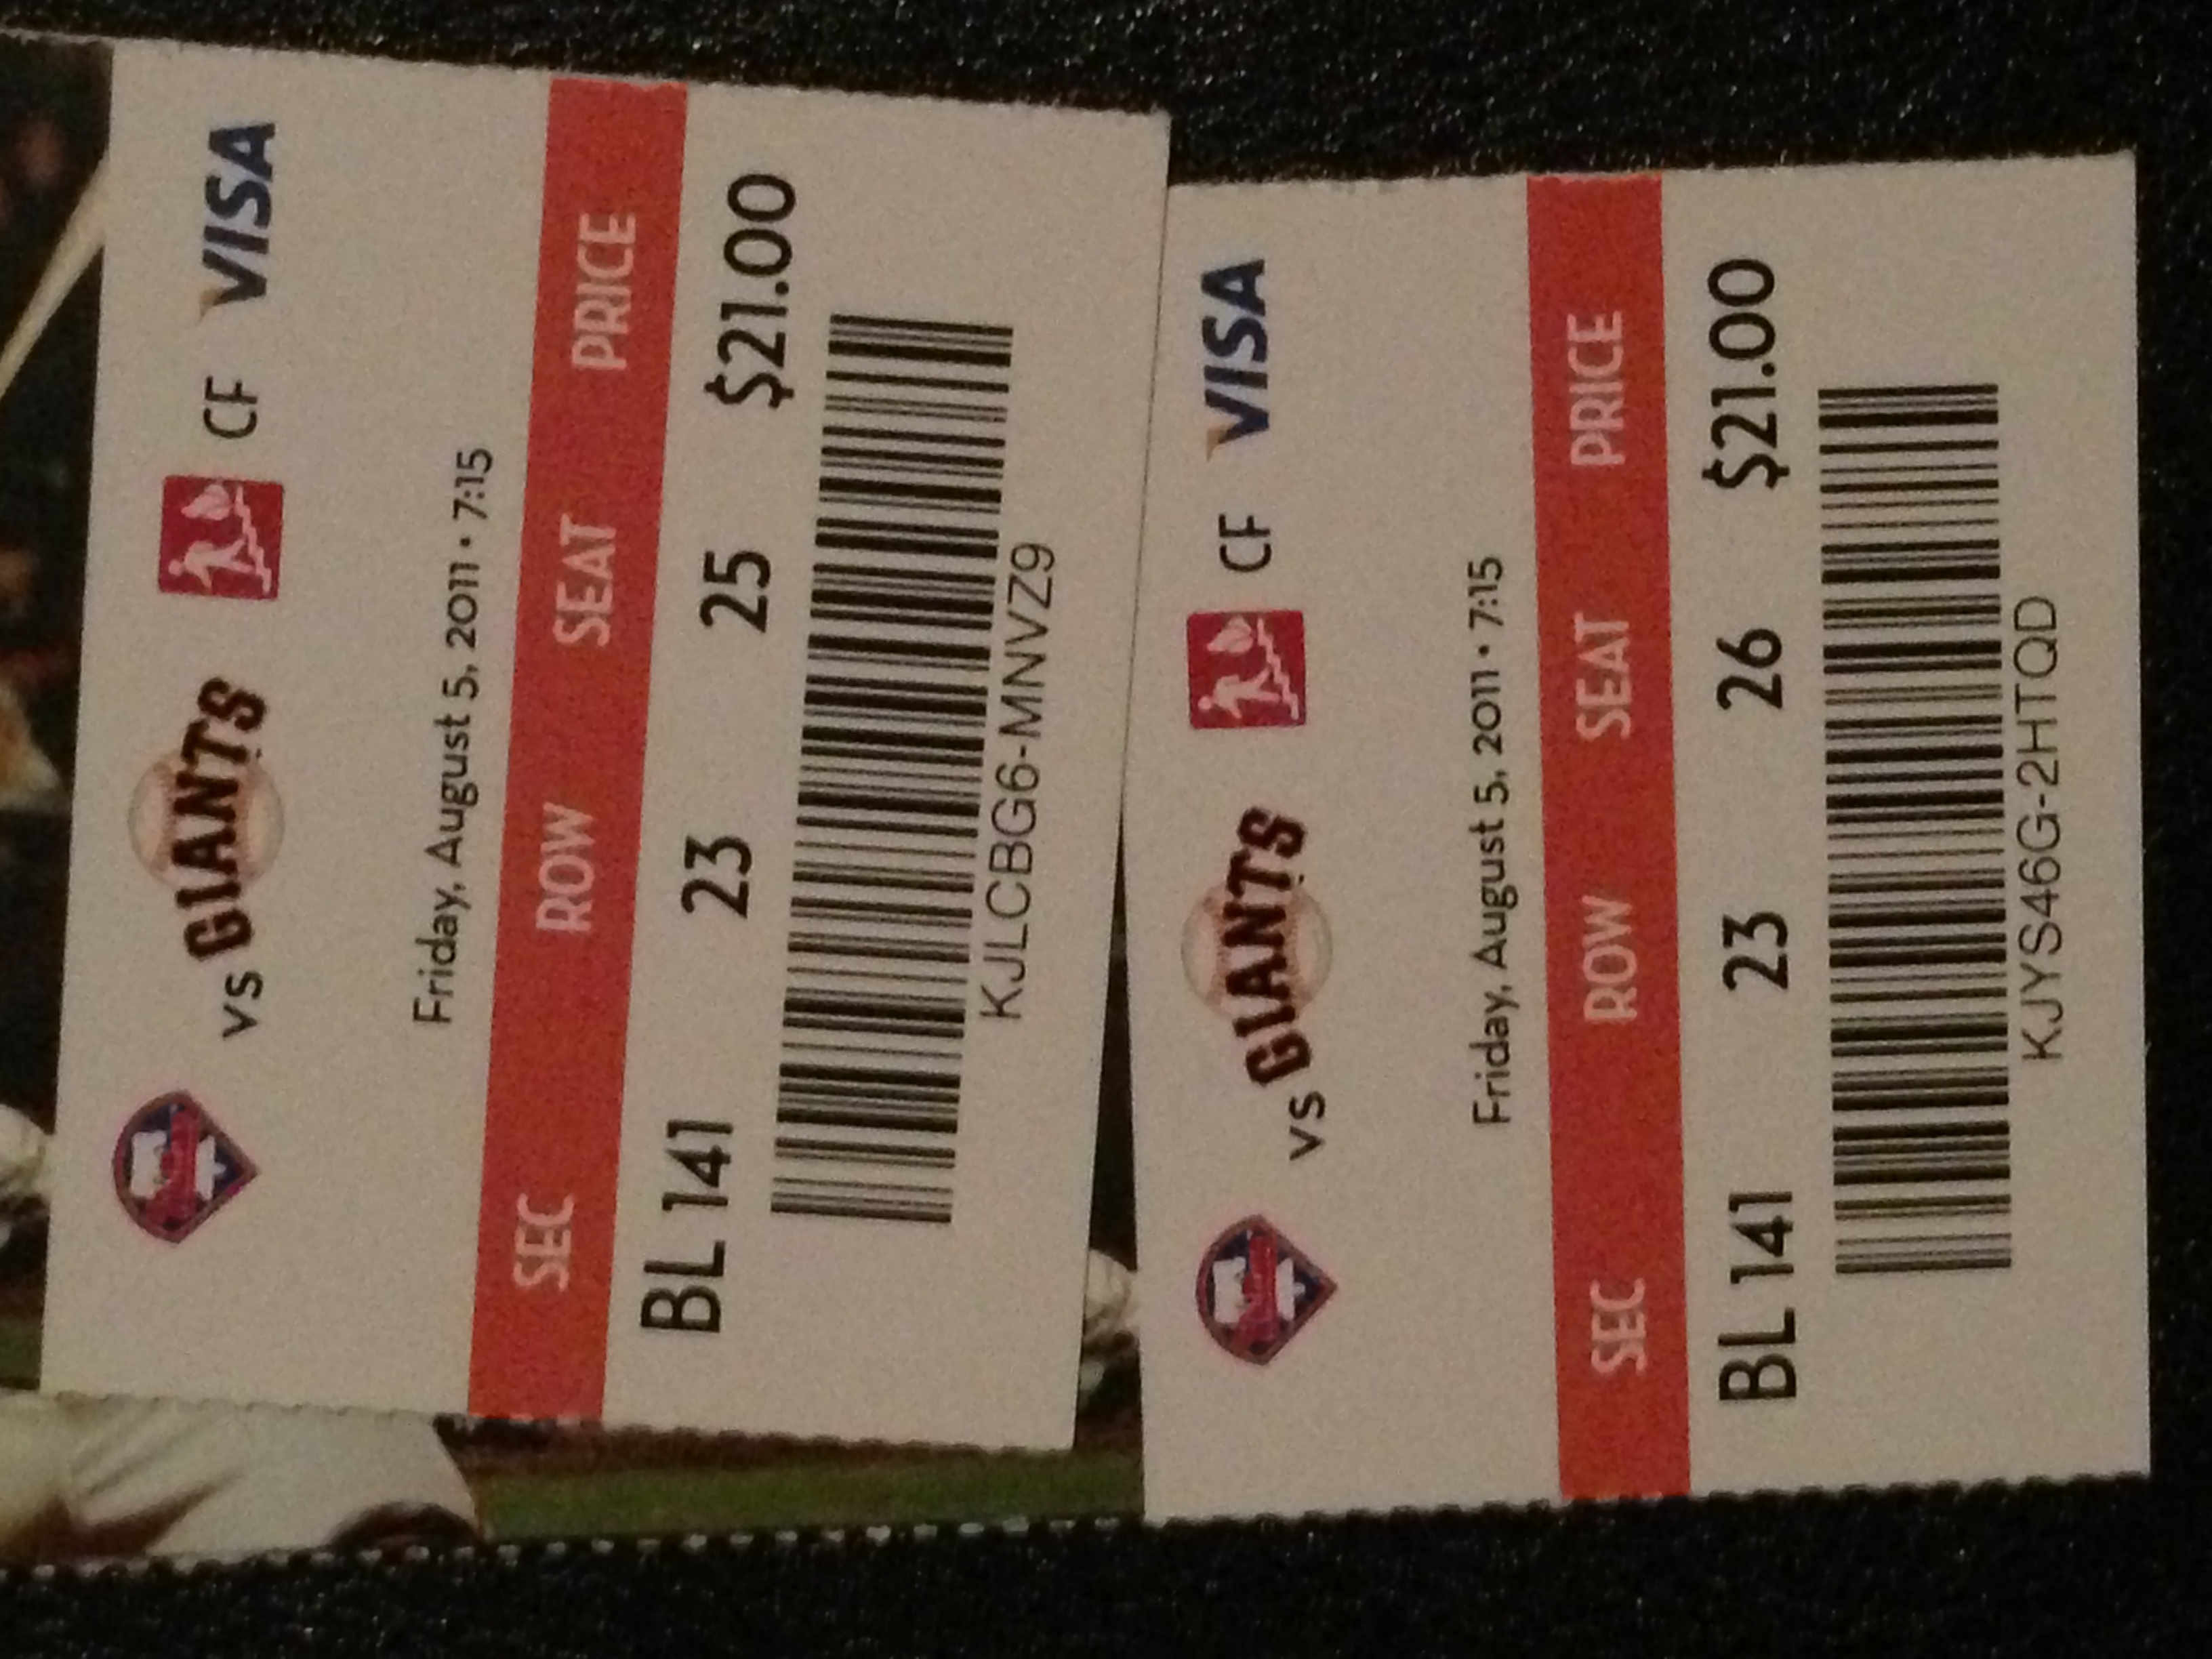 vs GIANTS CF VISA
Friday, August 5, 2011 • 7:15
SEC ROW SEAT PRICE
BL 141 23 25 $21.00
KJLCBG6-MNVZ9
vs GIANTS CF VISA
Friday, August 5, 2011 • 7:15
SEC ROW SEAT PRICE
BL 141 23 26 $21.00
KJYS46G-2HTQD